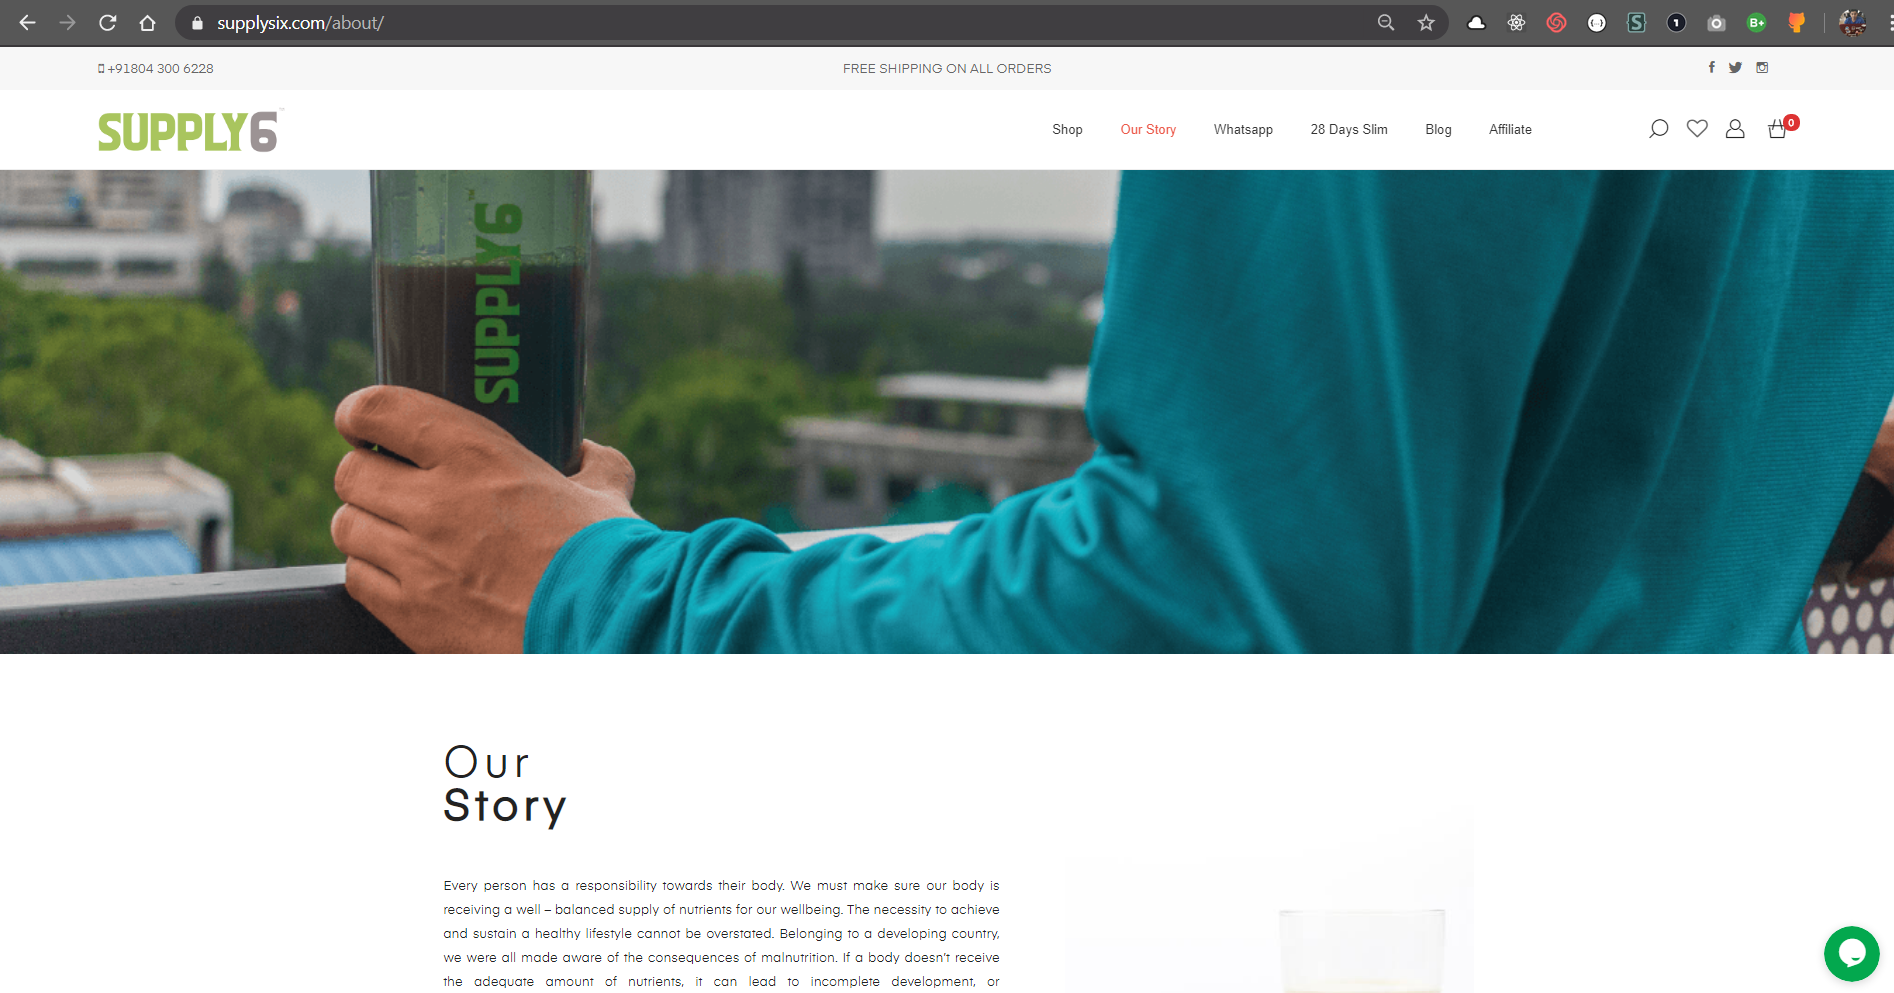 supplysix.com/about/
+91804 300 6228
FREE SHIPPING ON ALL ORDERS
SUPPLY6
Shop
Our Story
Whatsapp
28 Days Slim
Blog
Affiliate
0
SUPPLY6™
Our
Story
Every person has a responsibility towards their body. We must make sure our body is
receiving a well – balanced supply of nutrients for our wellbeing. The necessity to achieve
and sustain a healthy lifestyle cannot be overstated. Belonging to a developing country,
we were all made aware of the consequences of malnutrition. If a body doesn't receive
the adequate amount of nutrients, it can lead to incomplete development, or